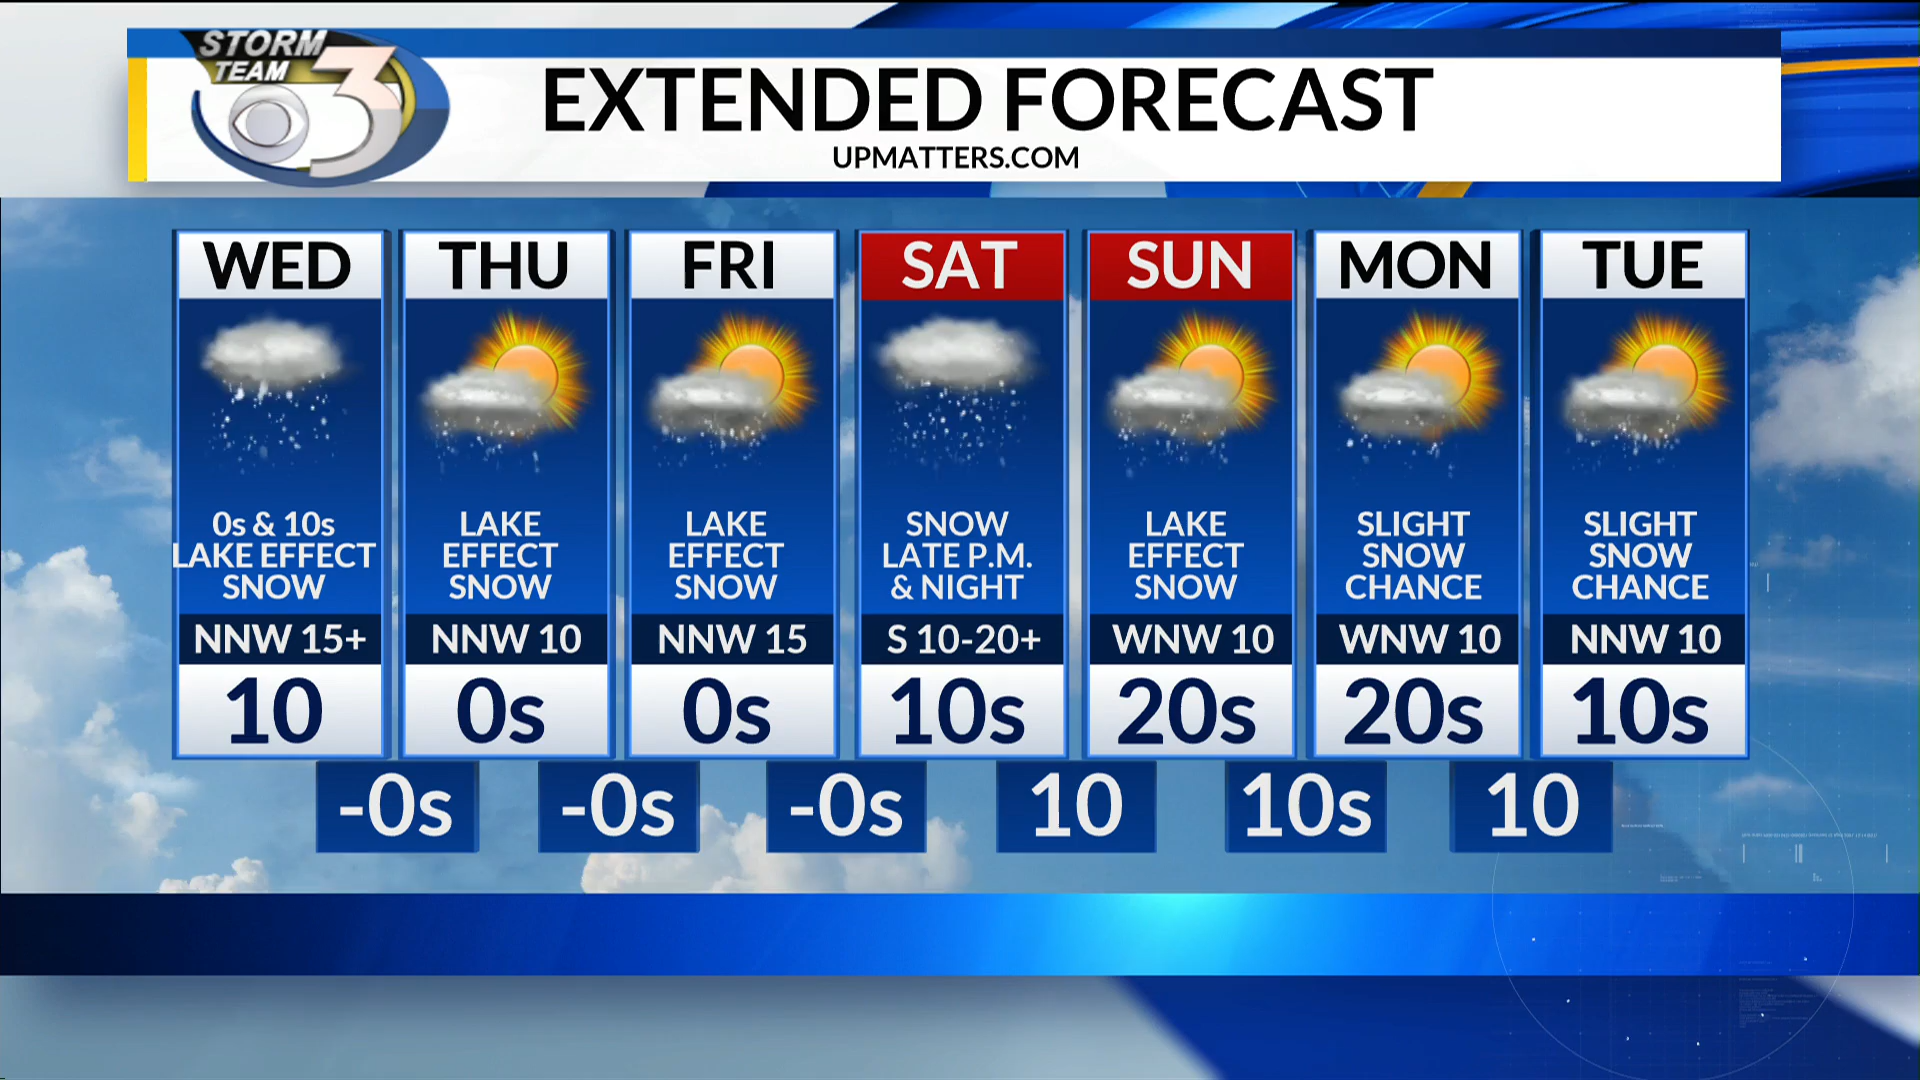 STORM
TEAM
3
EXTENDED FORECAST
UPMATTERS.COM
WED
0s & 10s
LAKE EFFECT
SNOW
NNW 15+
10
THU
LAKE
EFFECT
SNOW
NNW 10
0s
FRI
LAKE
EFFECT
SNOW
NNW 15
0s
SAT
SNOW
LATE P.M.
& NIGHT
S 10-20+
10s
SUN
LAKE
EFFECT
SNOW
WNW 10
20s
MON
SLIGHT
SNOW
CHANCE
WNW 10
20s
TUE
SLIGHT
SNOW
CHANCE
NNW 10
10s
-0s
-0s
-0s
10
10s
10